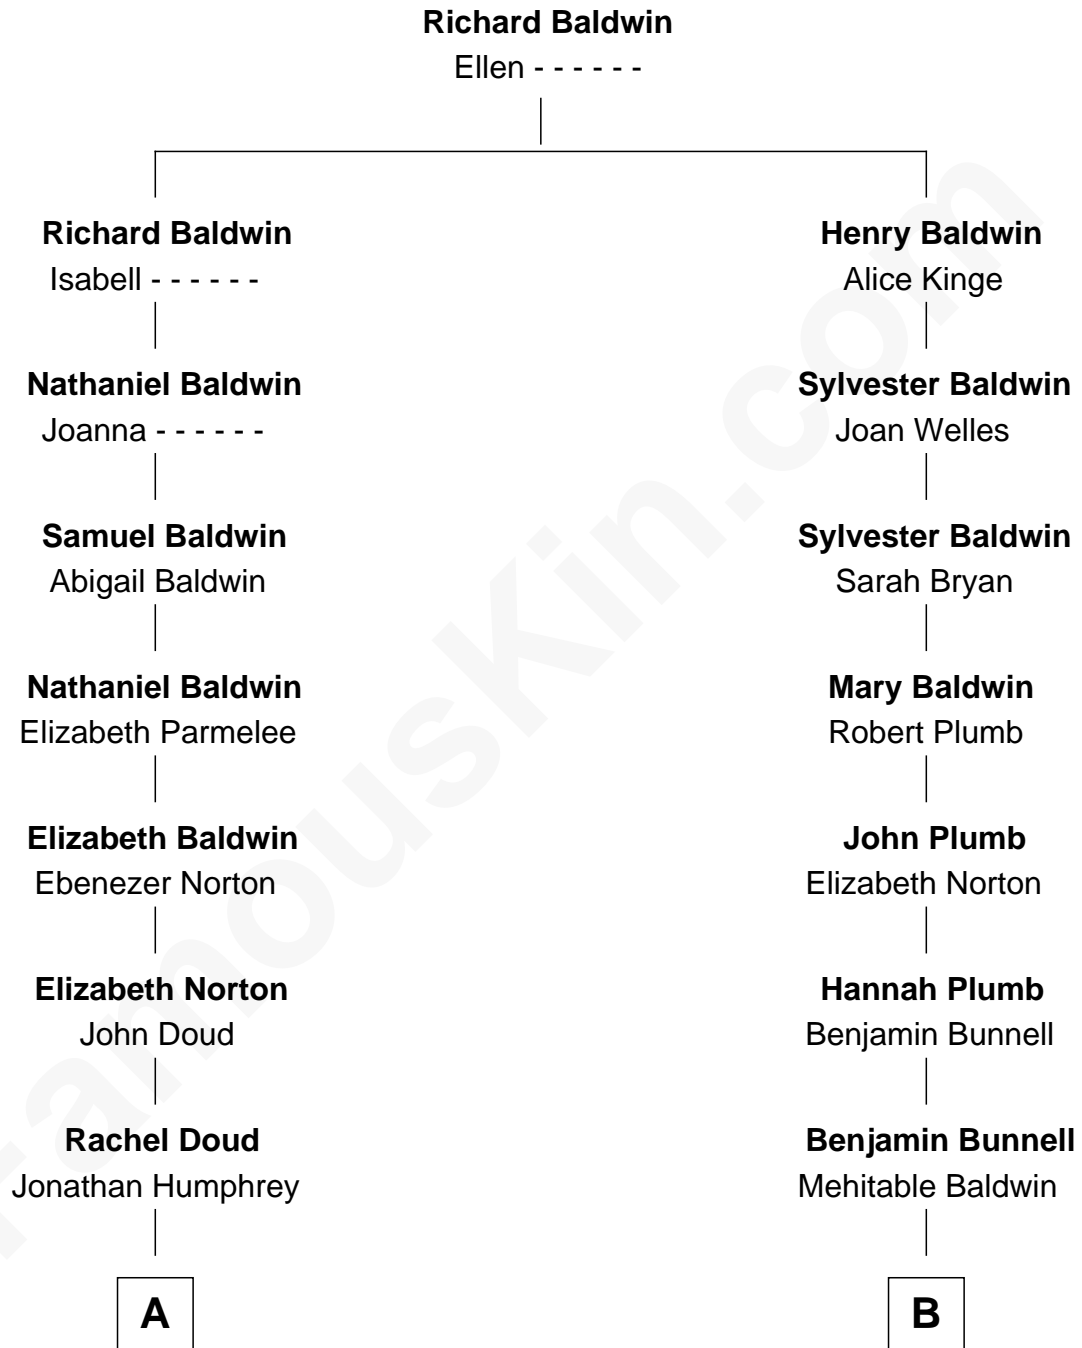 Richard Baldwin
Ellen - - - - - -
Richard Baldwin
Isabell - - - - - -
Henry Baldwin
Alice Kinge
Nathaniel Baldwin
Joanna - - - - - -
Sylvester Baldwin
Joan Welles
Samuel Baldwin
Abigail Baldwin
Sylvester Baldwin
Sarah Bryan
Nathaniel Baldwin
Elizabeth Parmelee
Mary Baldwin
Robert Plumb
Elizabeth Baldwin
Ebenezer Norton
John Plumb
Elizabeth Norton
Elizabeth Norton
John Doud
Hannah Plumb
Benjamin Bunnell
Rachel Doud
Jonathan Humphrey
Benjamin Bunnell
Mehitable Baldwin
A
B
FamousKin.com